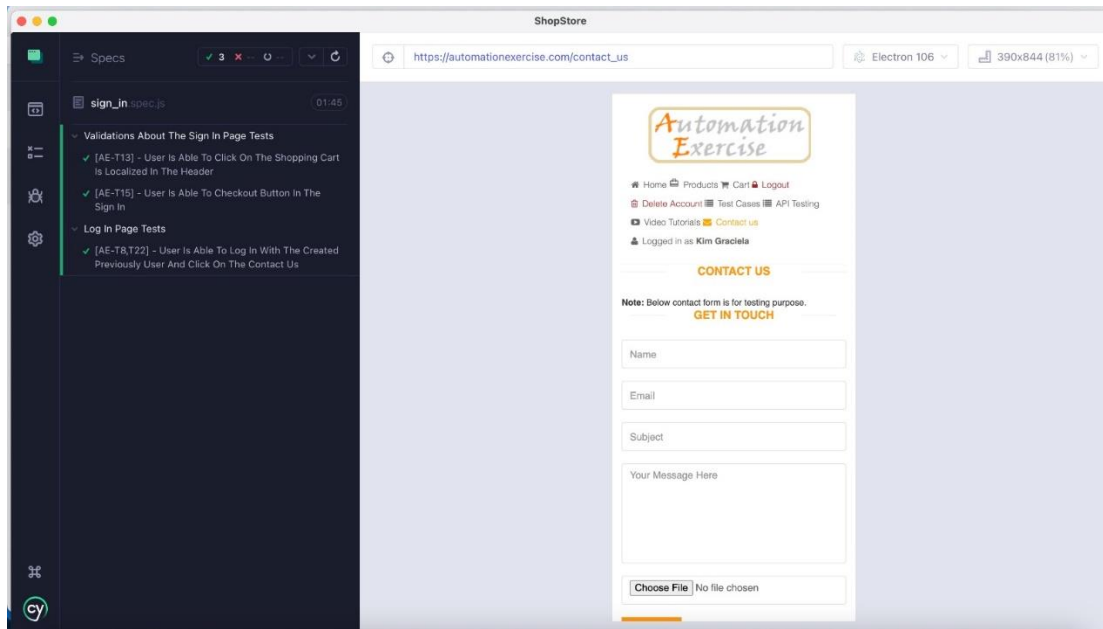 ShopStore
Specs
3 -- --
https://automationexercise.com/contact_us
Electron 106
390x844 (81%)
sign_in.spec.js
01:45
Validations About The Sign In Page Tests
[AE-T13] - User Is Able To Click On The Shopping Cart
Is Localized In The Header
[AE-T15] - User Is Able To Checkout Button In The
Sign In
Log In Page Tests
[AE-T8,T22] - User Is Able To Log In With The Created
Previously User And Click On The Contact Us
cy
Automation
Exercise
Home Products Cart Logout
Delete Account Test Cases API Testing
Video Tutorials Contact us
Logged in as Kim Graciela
CONTACT US
Note: Below contact form is for testing purpose.
GET IN TOUCH
Name
Email
Subject
Your Message Here
Choose File No file chosen